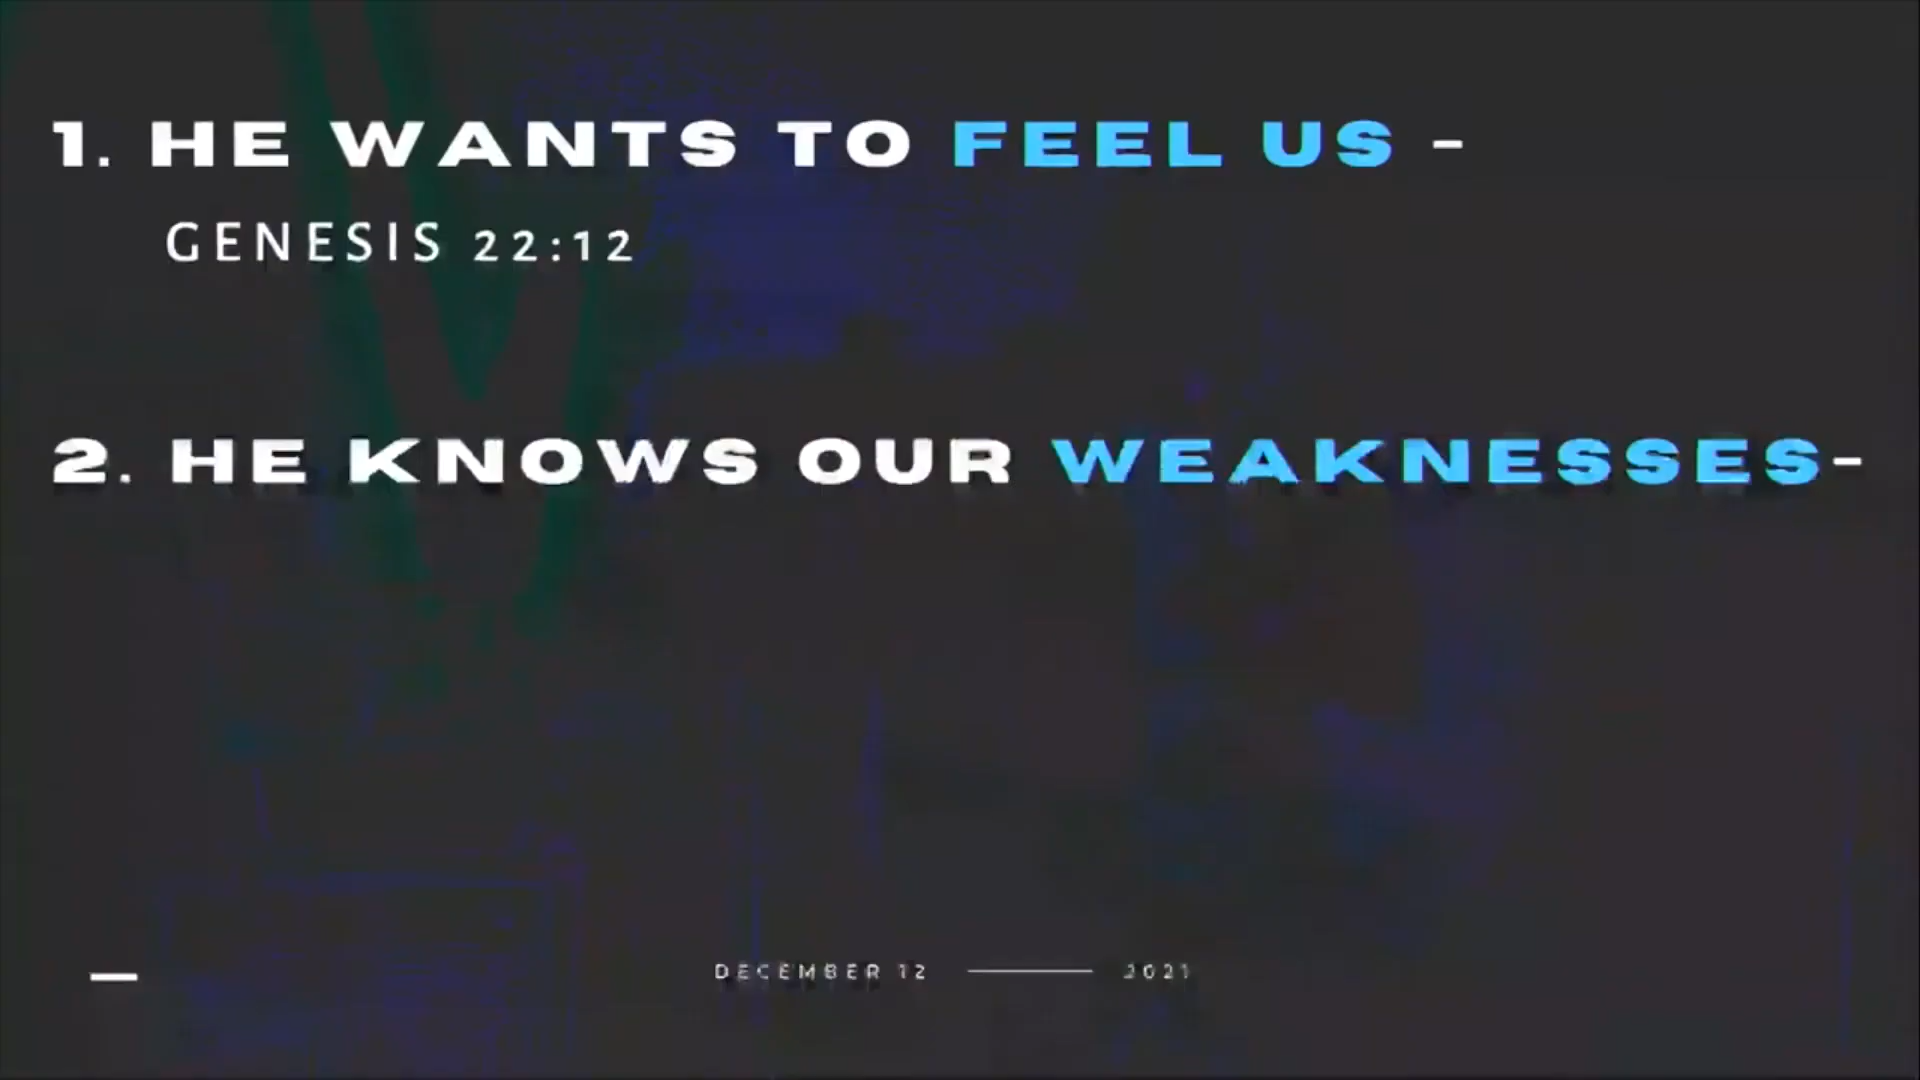 1. HE WANTS TO FEEL US -
GENESIS 22:12
2. HE KNOWS OUR WEAKNESSES-
DECEMBER 12 — 2021